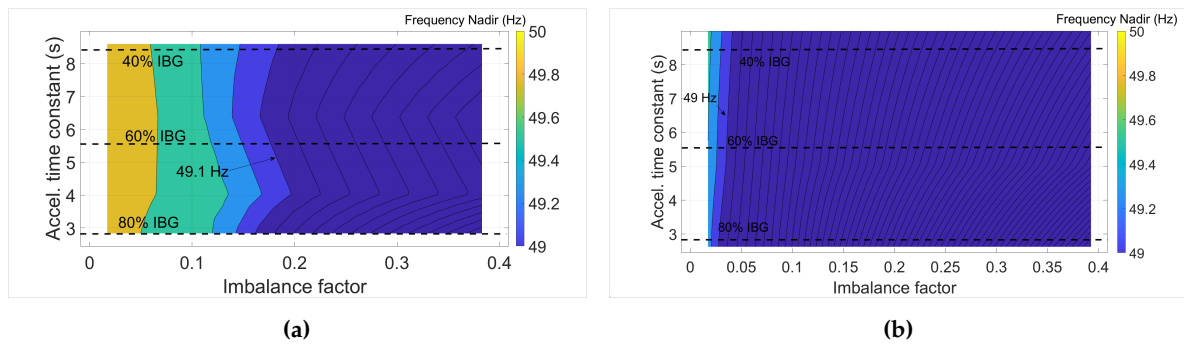 Frequency Nadir (Hz)
Accel. time constant (s)
8
7
6
5
4
3
40% IBG
60% IBG
49.1 Hz
80% IBG
0
0.1
0.2
0.3
0.4
Imbalance factor
50
49.8
49.6
49.4
49.2
49
(a)
Frequency Nadir (Hz)
Accel. time constant (s)
8
7
6
5
4
3
40% IBG
49 Hz
60% IBG
80% IBG
0
0.05
0.1
0.15
0.2
0.25
0.3
0.35
0.4
Imbalance factor
50
49.8
49.6
49.4
49.2
49
(b)